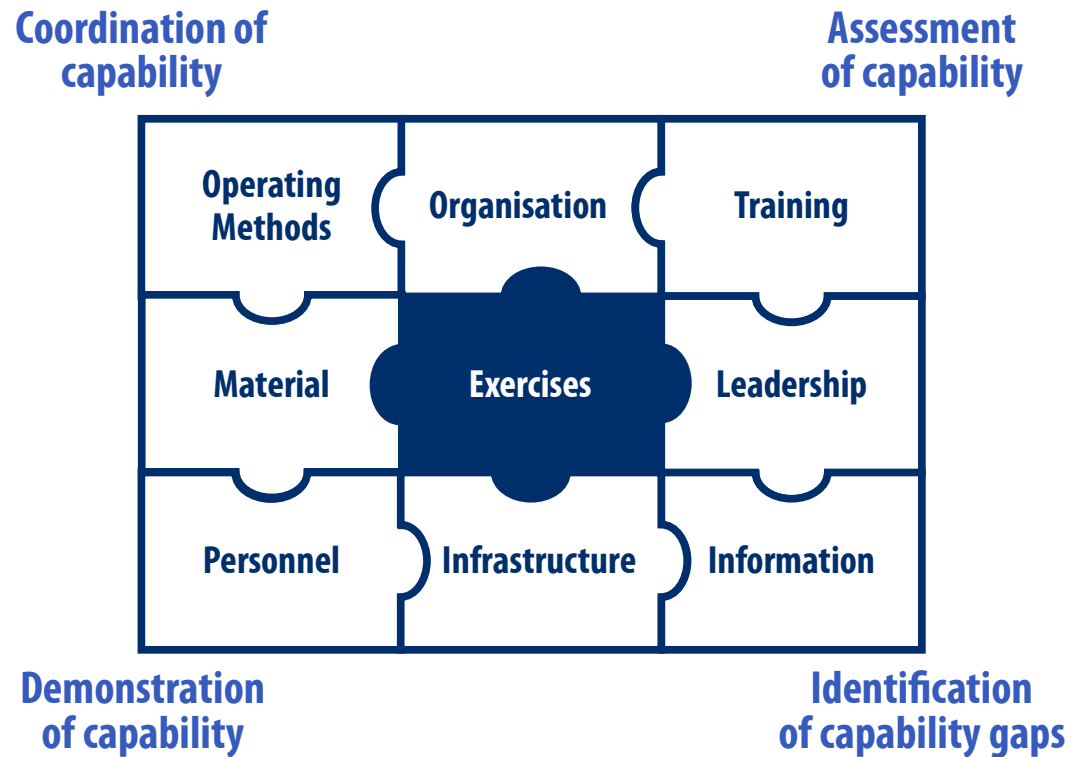 Coordination of
capability
Assessment
of capability
Operating
Methods
Organisation
Training
Material
Exercises
Leadership
Personnel
Infrastructure
Information
Demonstration
of capability
Identification
of capability gaps